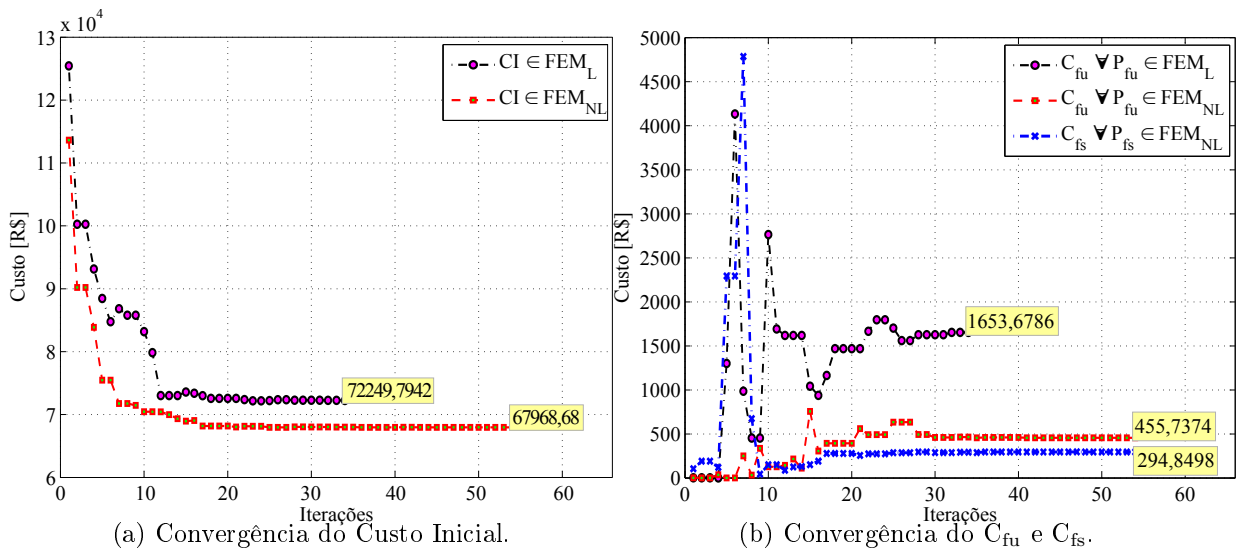 x 10⁴
13
12
11
10
9
8
7
6
Custo [R$]
CI ∈ FEM_L
CI ∈ FEM_NL
72249,7942
67968,68
0 10 20 30 40 50 60
Iterações
(a) Convergência do Custo Inicial.
5000
4500
4000
3500
3000
2500
2000
1500
1000
500
0
Custo [R$]
C_fu ∀ P_fu ∈ FEM_L
C_fu ∀ P_fu ∈ FEM_NL
C_fs ∀ P_fs ∈ FEM_NL
1653,6786
455,7374
294,8498
0 10 20 30 40 50 60
Iterações
(b) Convergência do C_fu e C_fs.